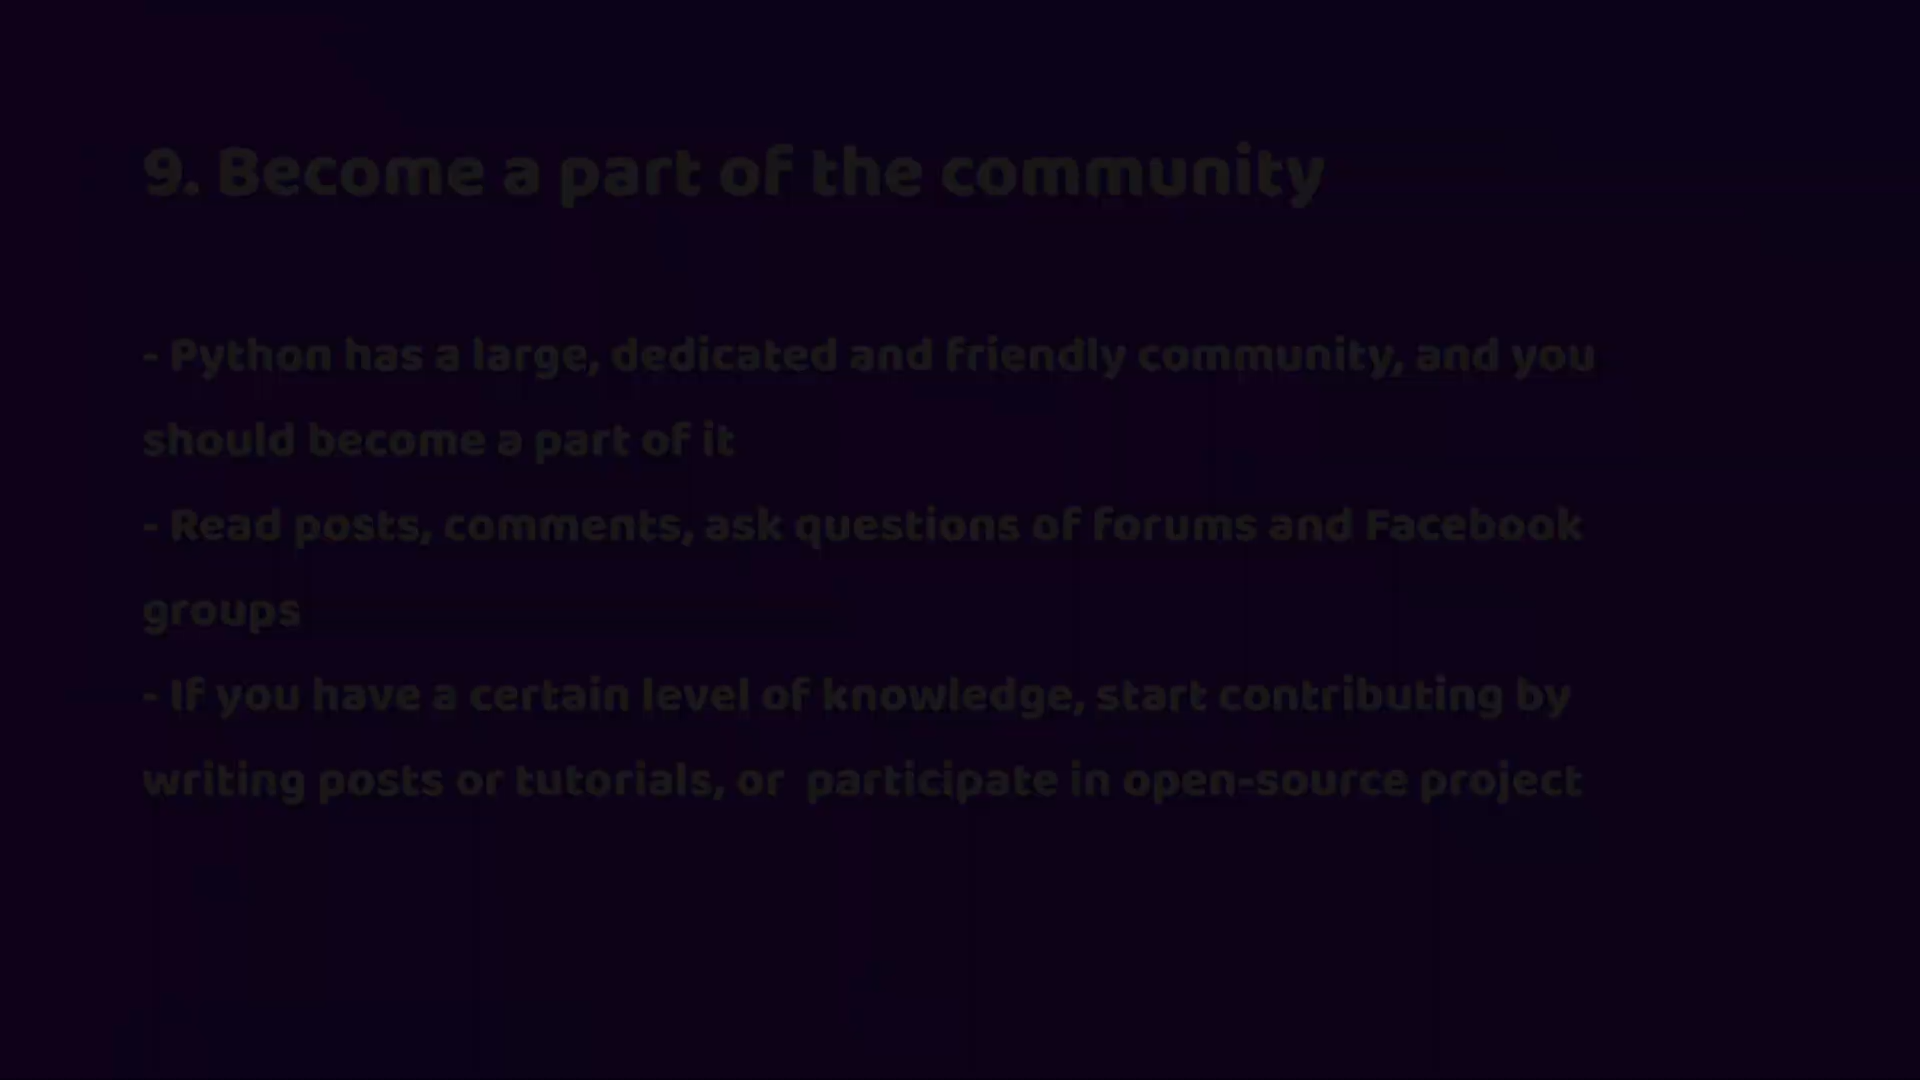 9. Become a part of the community
- Python has a large, dedicated and friendly community, and you
should become a part of it
- Read posts, comments, ask questions of forums and Facebook
groups
- If you have a certain level of knowledge, start contributing by
writing posts or tutorials, or  participate in open-source project